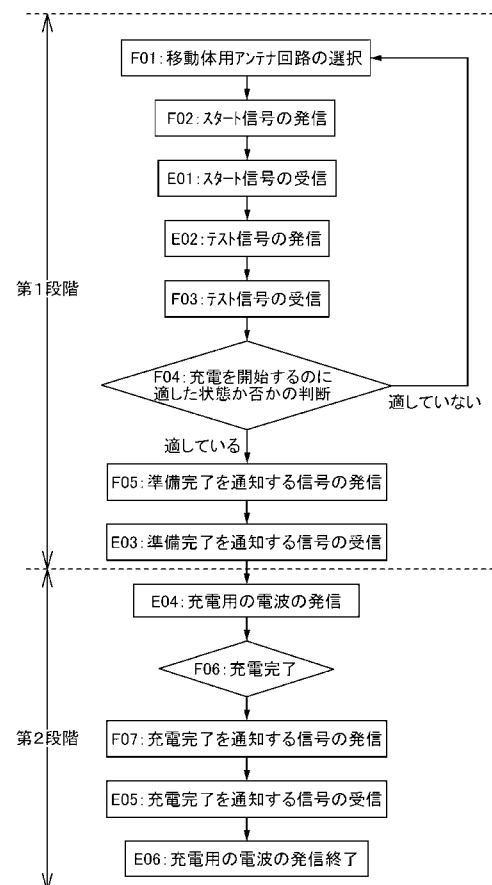 F01:移動体用アンテナ回路の選択
F02:スタート信号の発信
E01:スタート信号の受信
E02:テスト信号の発信
第1段階
F03:テスト信号の受信
F04:充電を開始するのに
適した状態か否かの判断
適していない
適している
F05:準備完了を通知する信号の発信
E03:準備完了を通知する信号の受信
E04:充電用の電波の発信
F06:充電完了
第2段階
F07:充電完了を通知する信号の発信
E05:充電完了を通知する信号の受信
E06:充電用の電波の発信終了